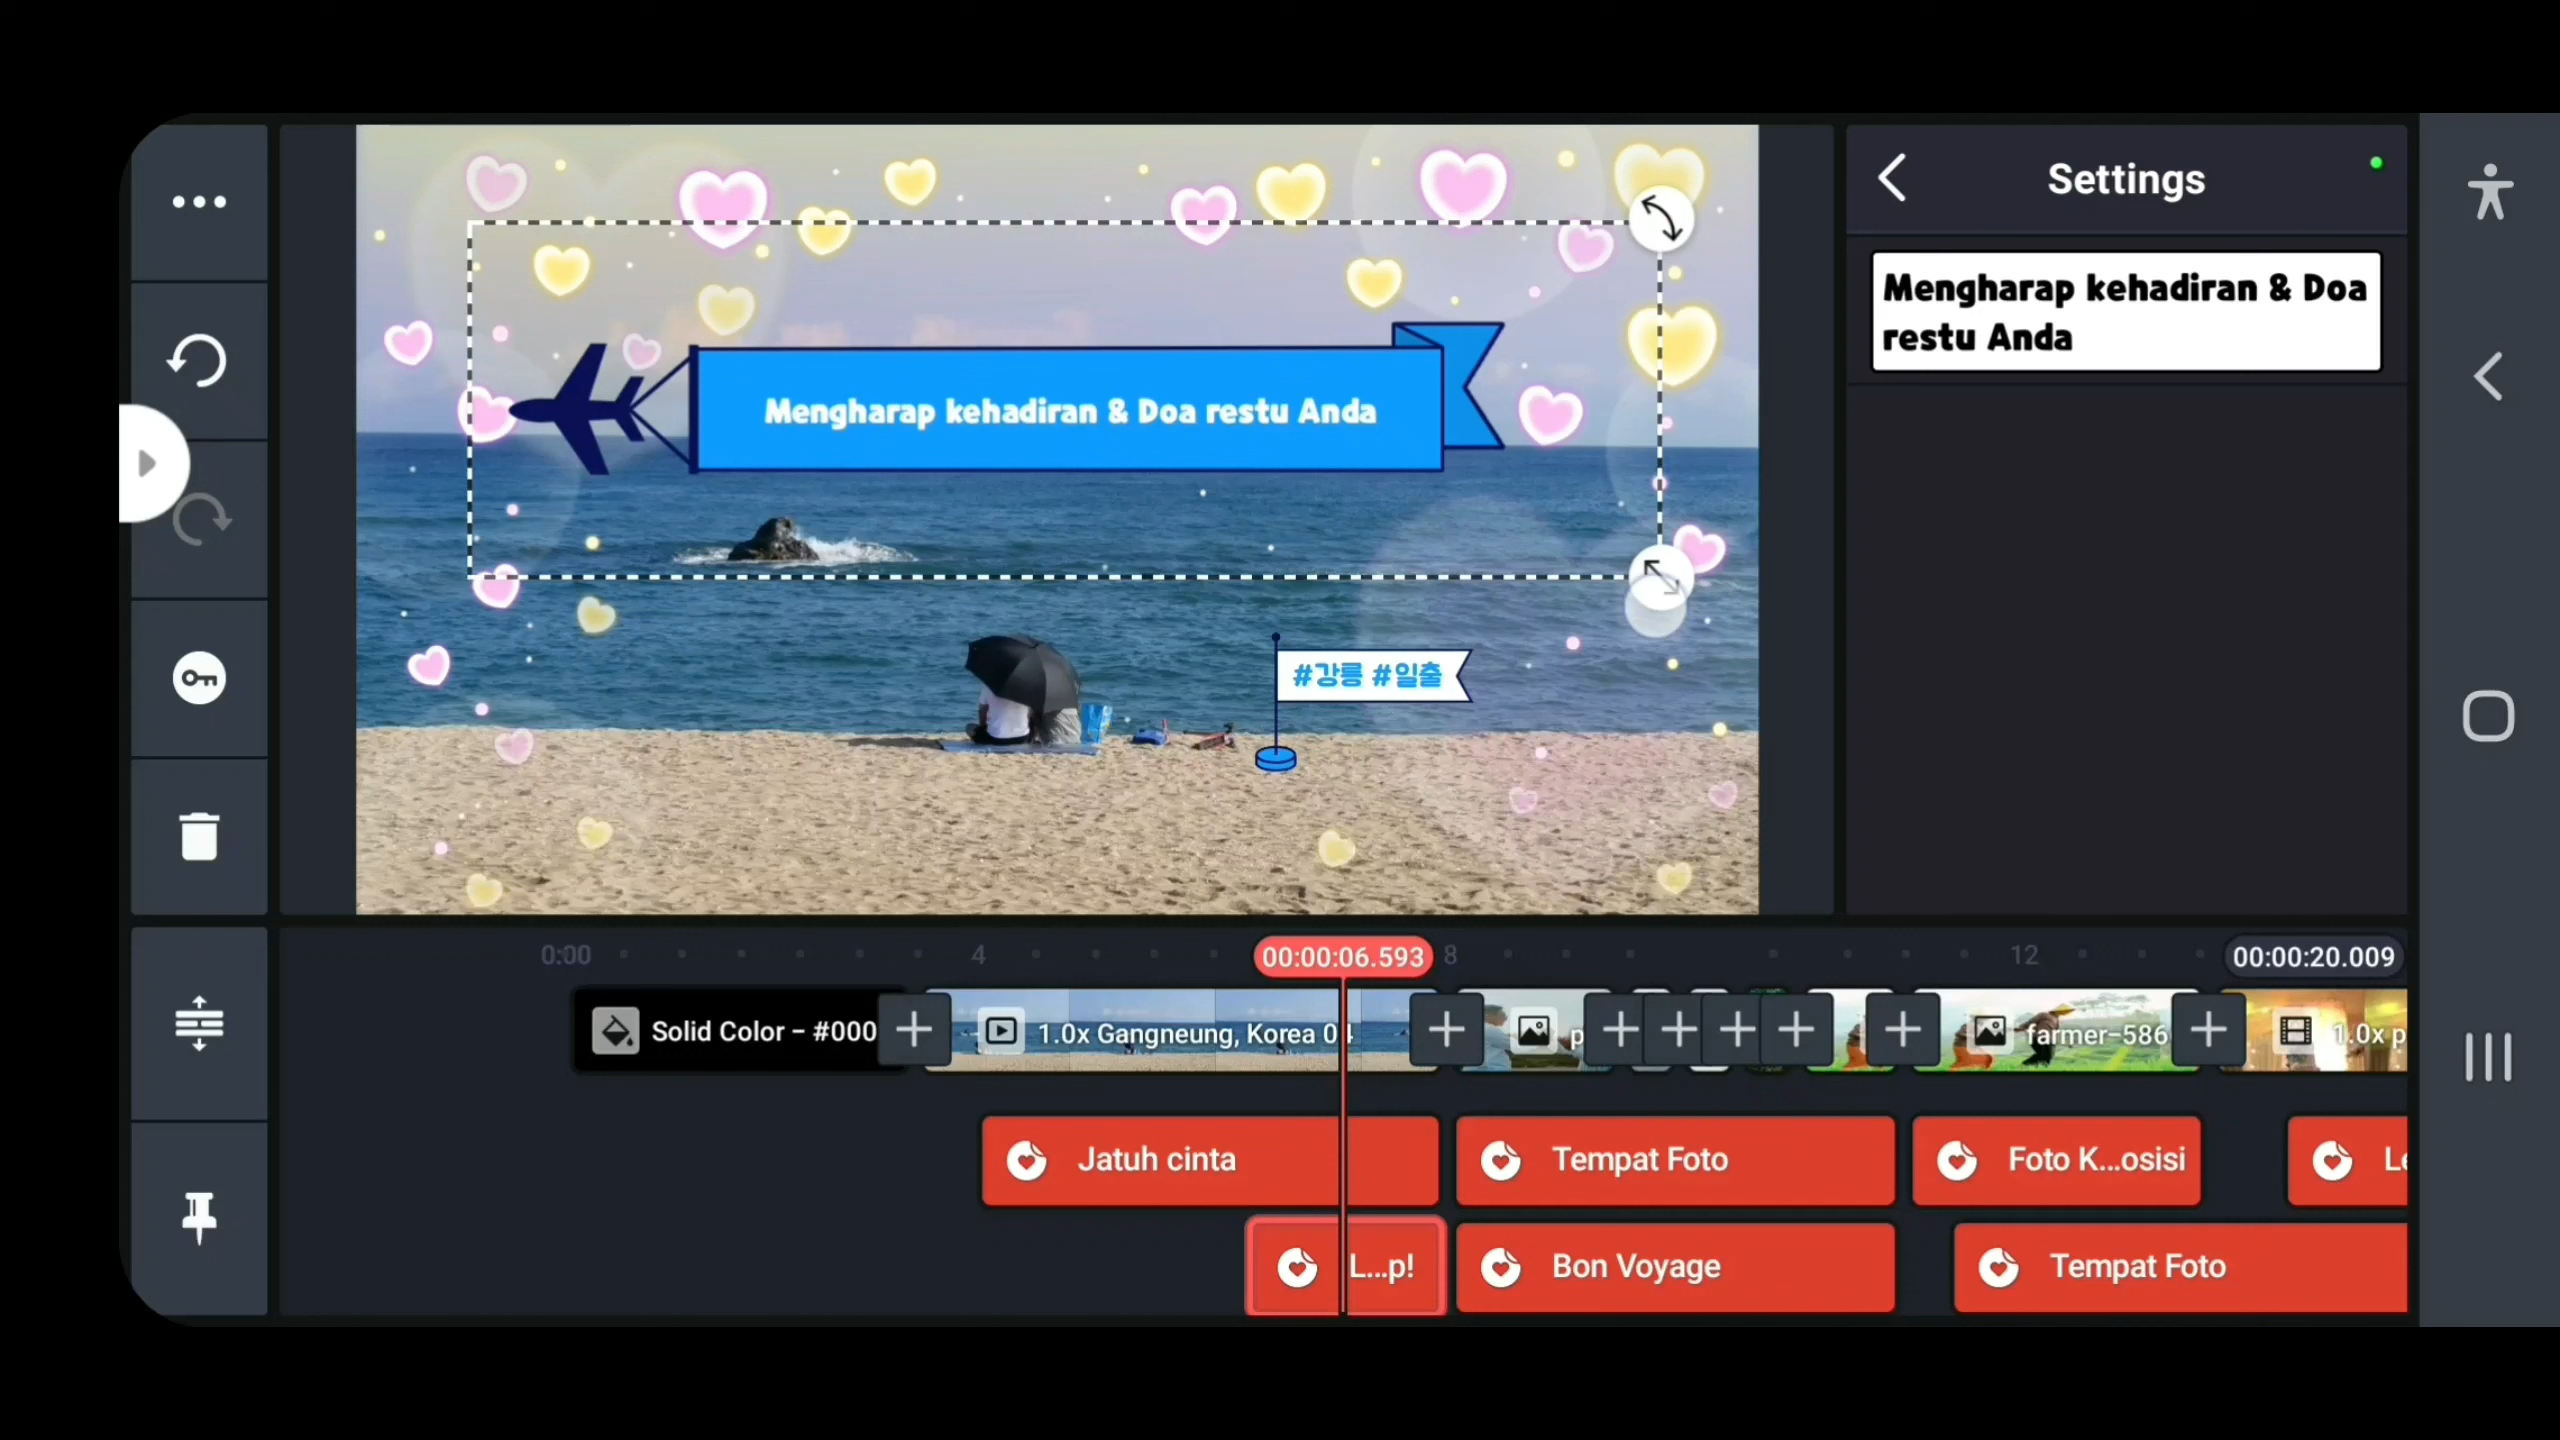 Settings
Mengharap kehadiran & Doa
restu Anda
Mengharap kehadiran & Doa restu Anda
#강릉 #일출
0:00
4
00:00:06.593
8
12
00:00:20.009
Solid Color - #000
1.0x Gangneung, Korea 04
p
farmer-586
1.0x p
Jatuh cinta
Tempat Foto
Foto K...osisi
Le
L...p!
Bon Voyage
Tempat Foto